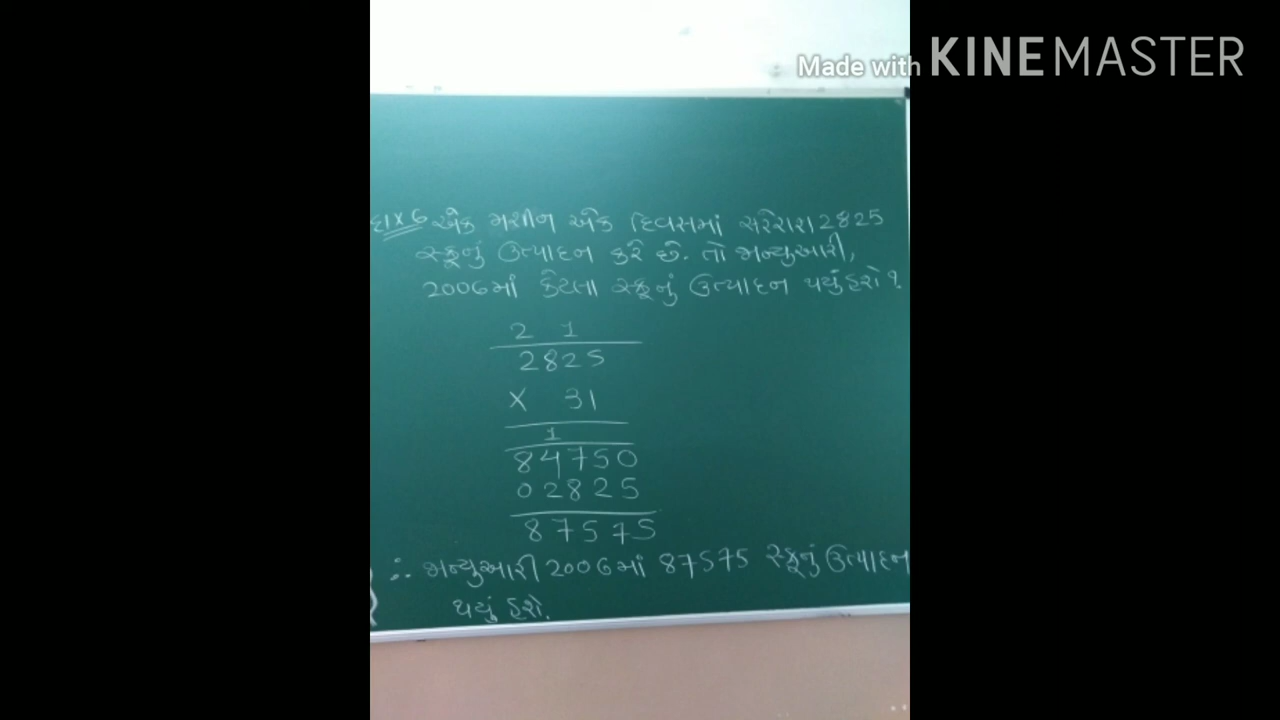 Made with KINEMASTER
દાખ 6 એક મશીન એક દિવસમાં સરેરાશ 2825
સ્ક્રૂનું ઉત્પાદન કરે છે. તો જાન્યુઆરી,
2006માં કેટલા સ્ક્રૂનું ઉત્પાદન થયું હશે ?
2 1
2825
X 31
1
84750
02825
87575
∴ જાન્યુઆરી 2006માં 87575 સ્ક્રૂનું ઉત્પાદન
થયું હશે.